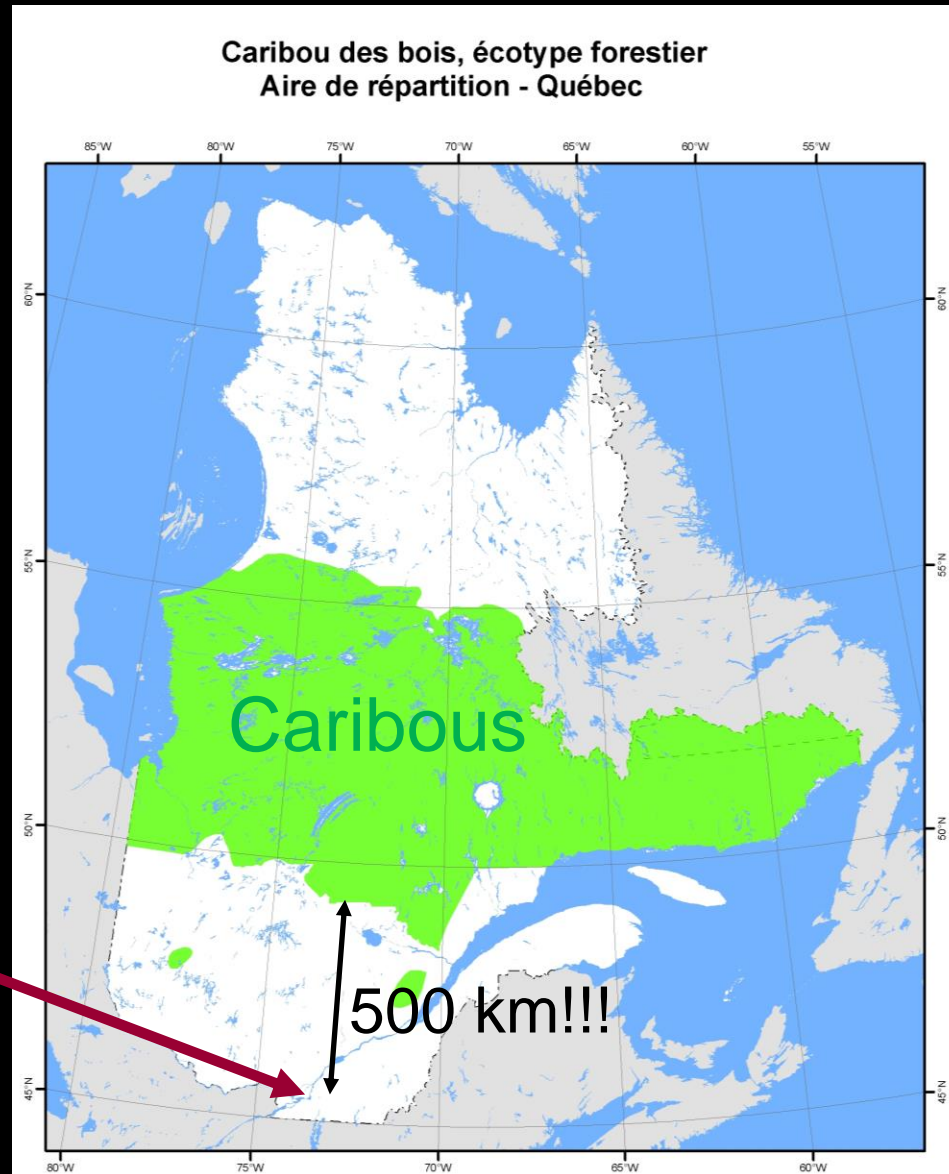 Caribou des bois, écotype forestier
Aire de répartition - Québec
85°W 80°W 75°W 70°W 65°W 60°W 55°W
60°N 60°N
55°N 55°N
Caribous
50°N 50°N
500 km!!!
45°N 45°N
80°W 75°W 70°W 65°W 60°W